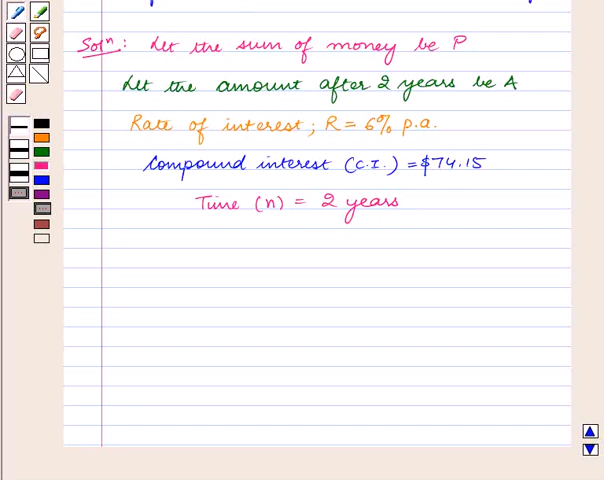 Solⁿ: Let the sum of money be P
Let the amount after 2 years be A
Rate of interest; R = 6% p.a.
Compound interest (C.I.) = $74.15
Time (n) = 2 years